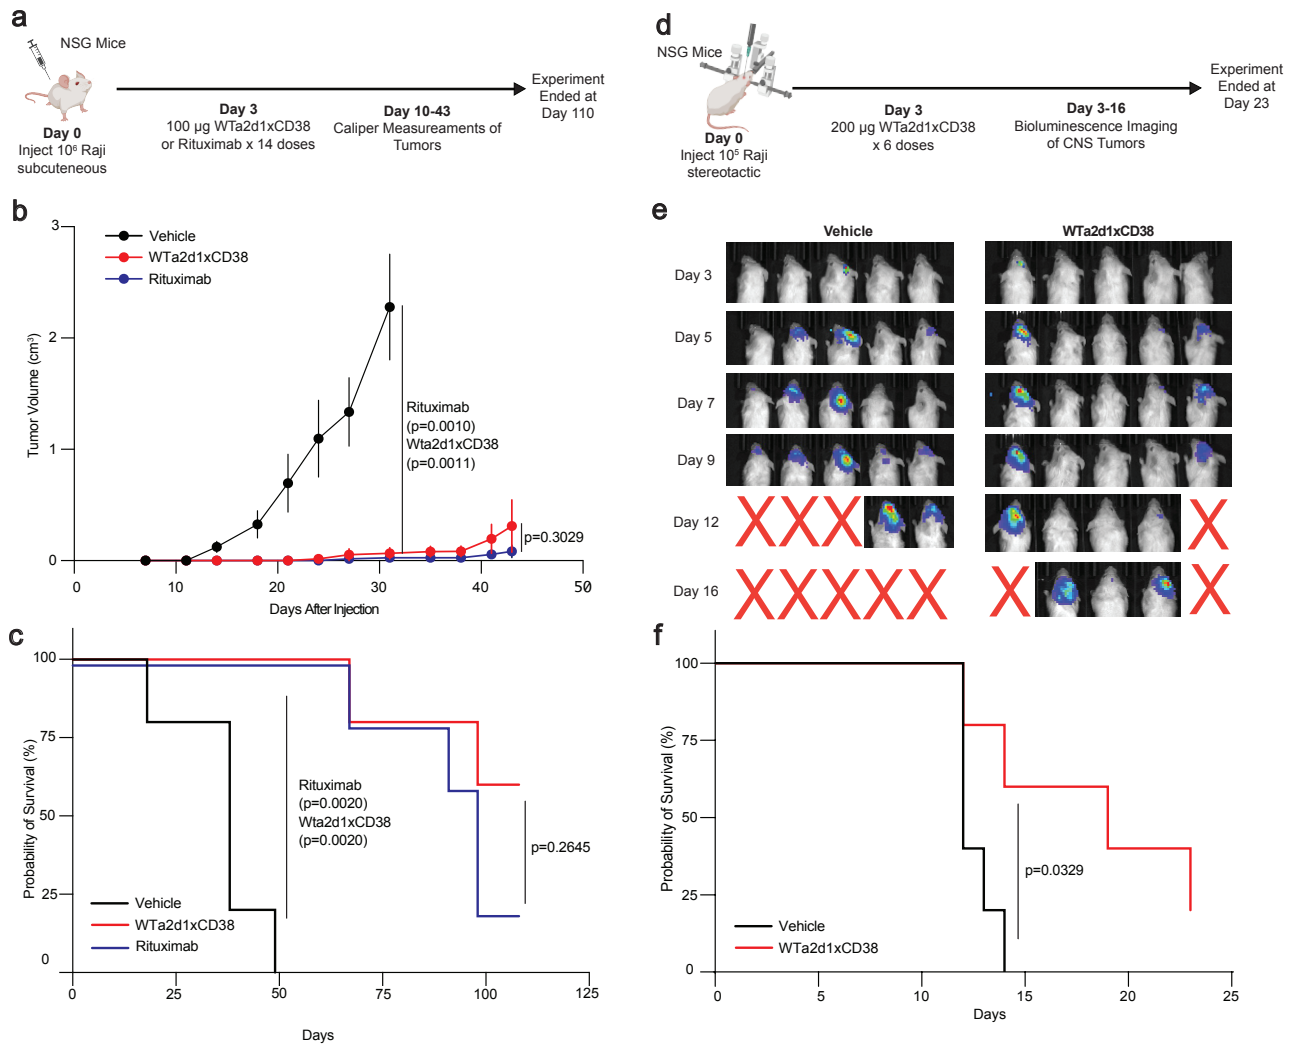 a
NSG Mice
Day 0
Inject 10⁶ Raji
subcuteneous
Day 3
100 µg WTa2d1xCD38
or Rituximab x 14 doses
Day 10-43
Caliper Measureaments of
Tumors
Experiment
Ended at
Day 110
d
NSG Mice
Day 0
Inject 10⁵ Raji
stereotactic
Day 3
200 µg WTa2d1xCD38
x 6 doses
Day 3-16
Bioluminescence Imaging
of CNS Tumors
Experiment
Ended at
Day 23
b
Tumor Volume (cm³)
3
2
1
0
Vehicle
WTa2d1xCD38
Rituximab
Rituximab
(p=0.0010)
Wta2d1xCD38
(p=0.0011)
p=0.3029
0
10
20
30
40
50
Days After Injection
e
Vehicle
WTa2d1xCD38
Day 3
Day 5
Day 7
Day 9
Day 12
X X X
X
Day 16
X X X X X
X
X
c
Probability of Survival (%)
100
75
50
25
0
Rituximab
(p=0.0020)
Wta2d1xCD38
(p=0.0020)
p=0.2645
Vehicle
WTa2d1xCD38
Rituximab
0
25
50
75
100
125
Days
f
Probability of Survival (%)
100
75
50
25
0
p=0.0329
Vehicle
WTa2d1xCD38
0
5
10
15
20
25
Days